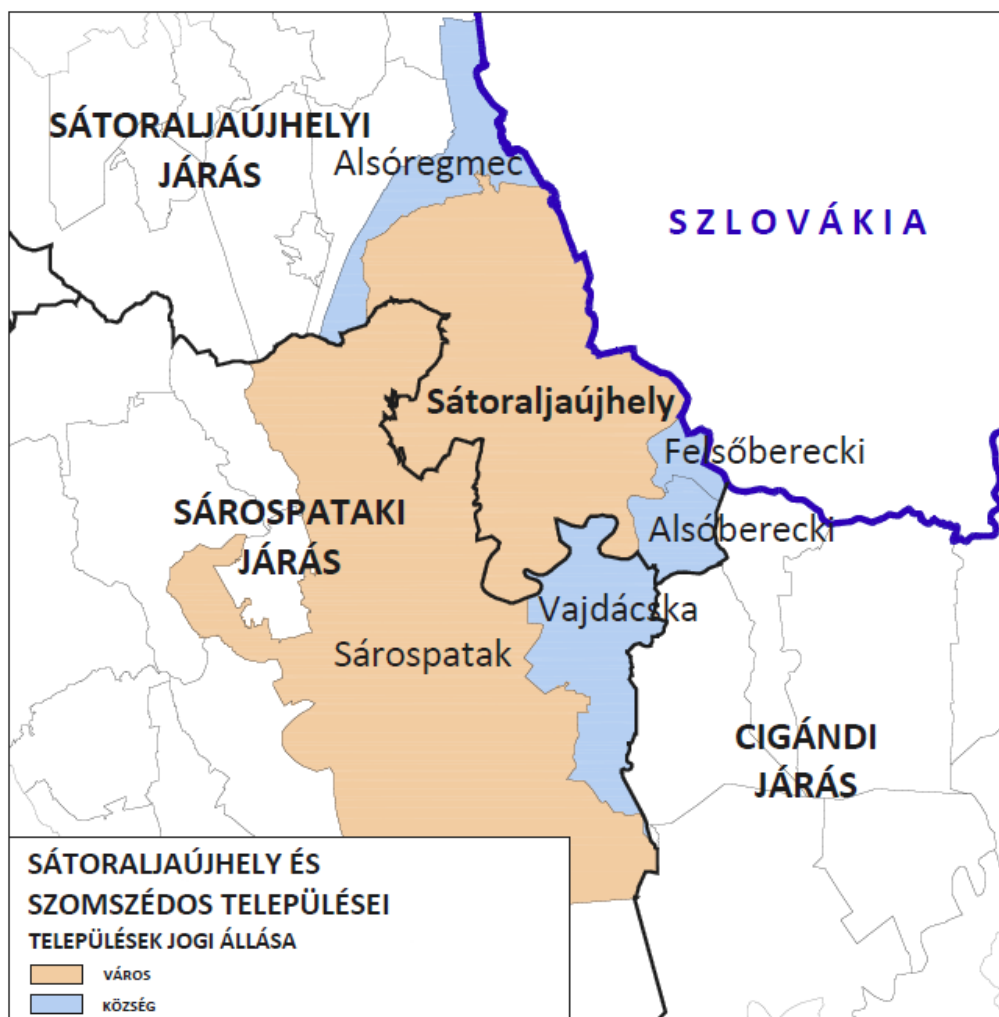 SÁTORALJAÚJHELYI
JÁRÁS
Alsóregmec
SZLOVÁKIA
Sátoraljaújhely
Felsőberecki
SÁROSPATAKI
JÁRÁS
Alsóberecki
Vajdácska
Sárospatak
CIGÁNDI
JÁRÁS
SÁTORALJAÚJHELY ÉS
SZOMSZÉDOS TELEPÜLÉSEI
TELEPÜLÉSEK JOGI ÁLLÁSA
VÁROS
KÖZSÉG